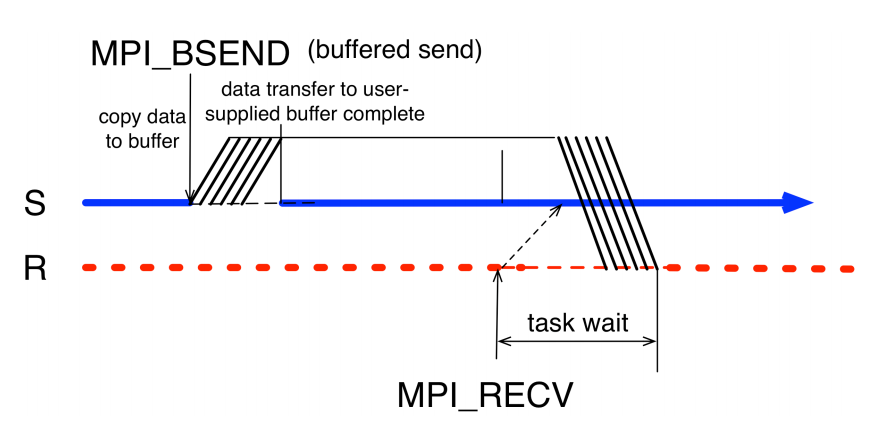 MPI_BSEND (buffered send)
data transfer to user-
supplied buffer complete
copy data
to buffer
S
R
task wait
MPI_RECV